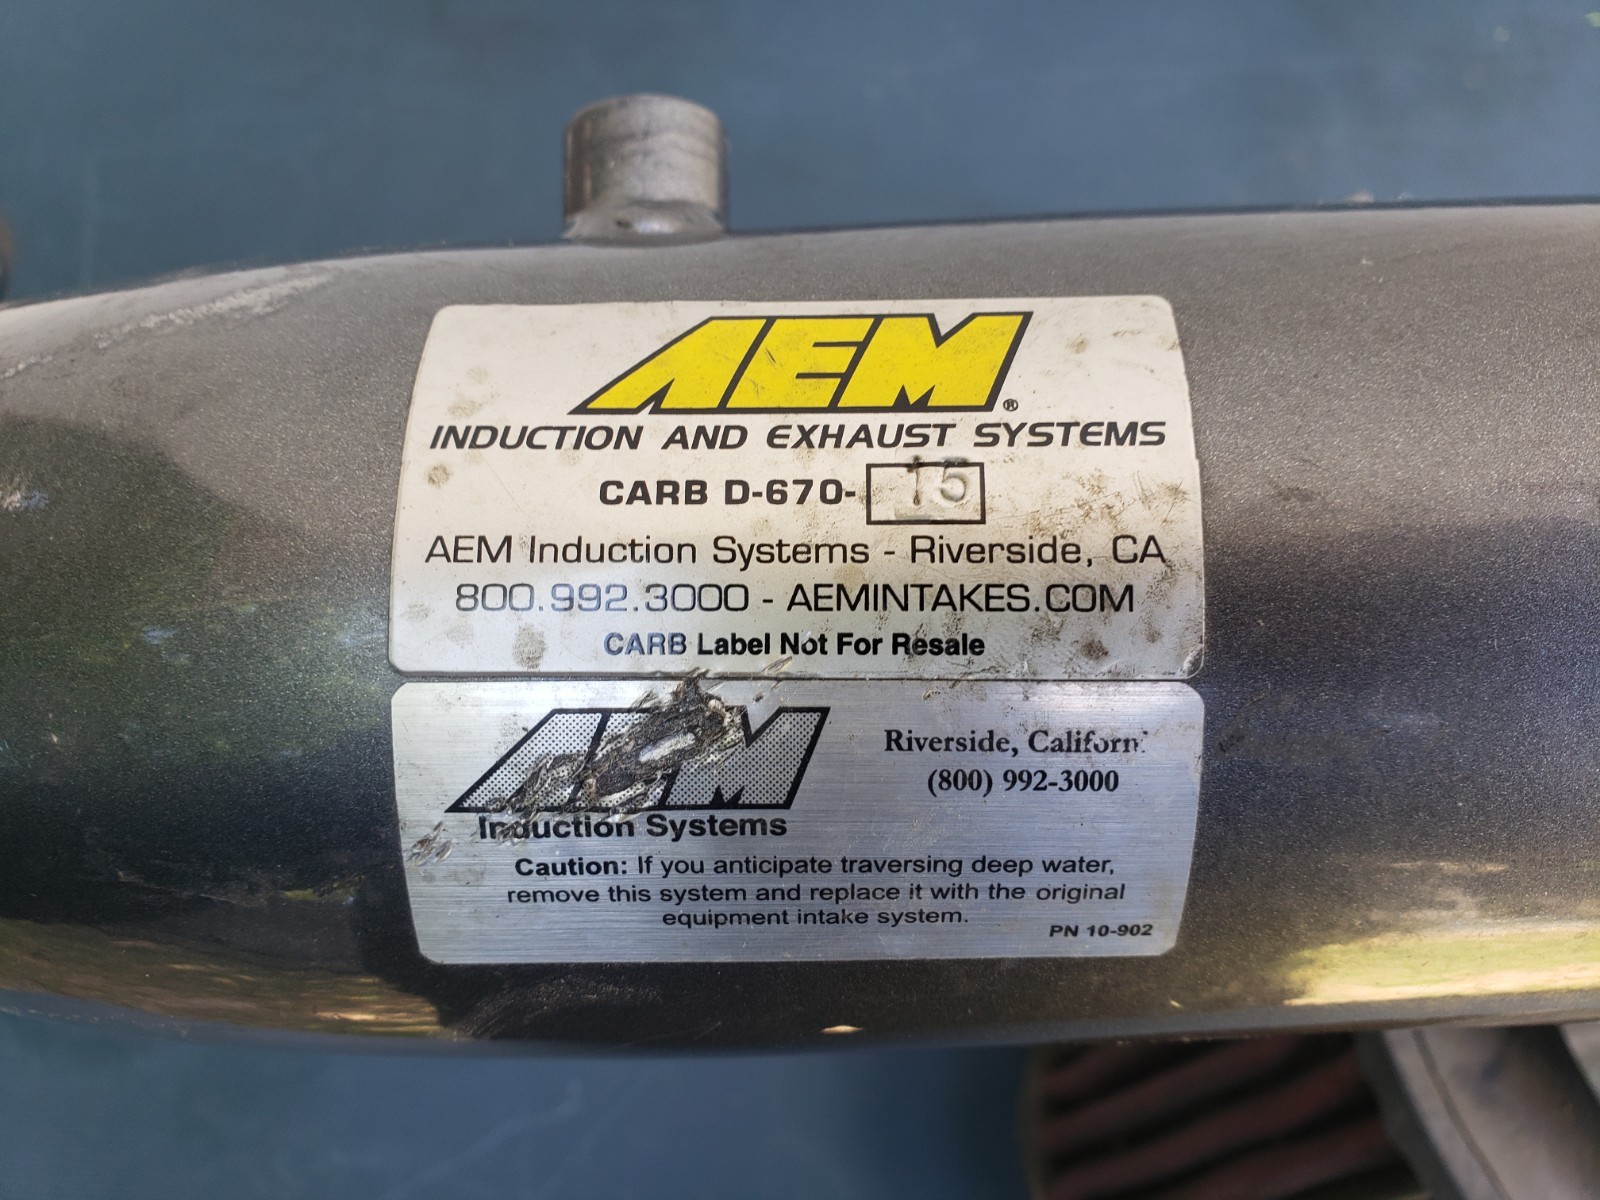 AEM®
INDUCTION AND EXHAUST SYSTEMS
CARB D-670-15
AEM Induction Systems - Riverside, CA
800.992.3000 - AEMINTAKES.COM
CARB Label Not For Resale
AEM
Riverside, Californ
(800) 992-3000
Induction Systems
Caution: If you anticipate traversing deep water,
remove this system and replace it with the original
equipment intake system.
PN 10-902